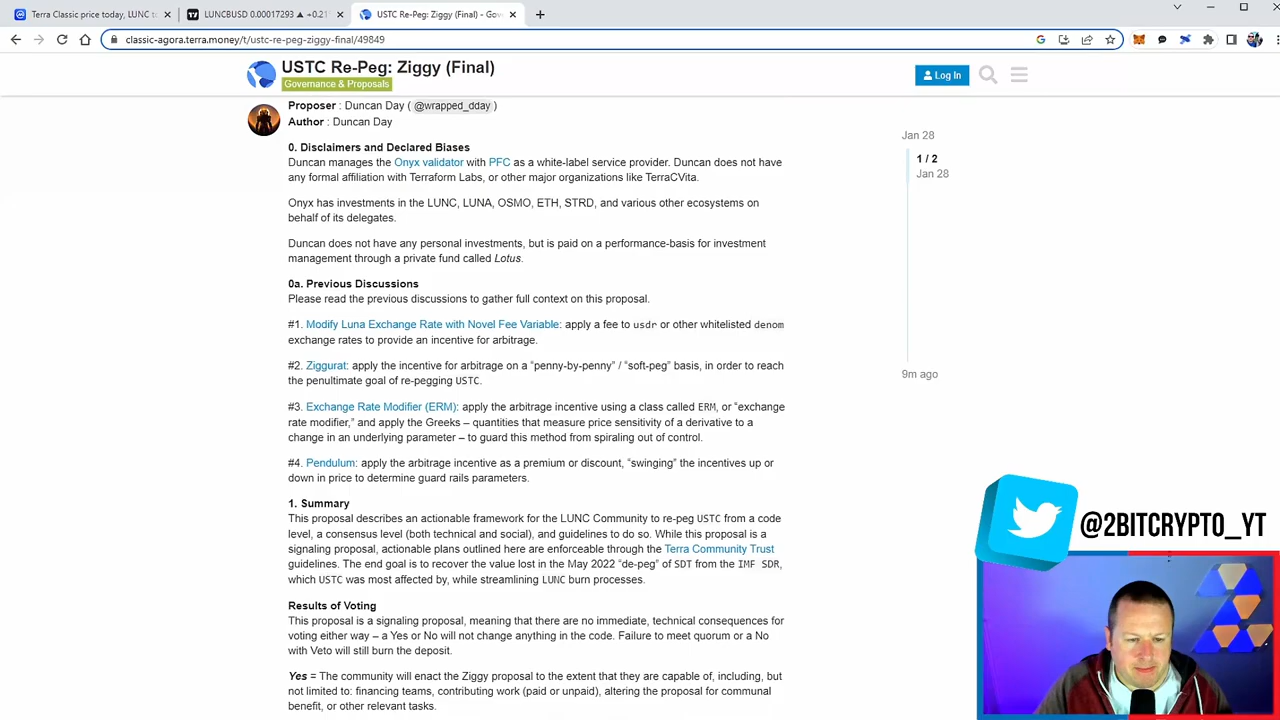 Terra Classic price today, LUNC t
LUNCBUSD 0.00017293 ▲ +0.21
USTC Re-Peg: Ziggy (Final) - Gov
classic-agora.terra.money/t/ustc-re-peg-ziggy-final/49849
USTC Re-Peg: Ziggy (Final)
Governance & Proposals
Log In
Proposer : Duncan Day ( @wrapped_dday )
Author : Duncan Day
0. Disclaimers and Declared Biases
Duncan manages the Onyx validator with PFC as a white-label service provider. Duncan does not have
any formal affiliation with Terraform Labs, or other major organizations like TerraCVita.
Onyx has investments in the LUNC, LUNA, OSMO, ETH, STRD, and various other ecosystems on
behalf of its delegates.
Duncan does not have any personal investments, but is paid on a performance-basis for investment
management through a private fund called Lotus.
0a. Previous Discussions
Please read the previous discussions to gather full context on this proposal.
#1. Modify Luna Exchange Rate with Novel Fee Variable: apply a fee to usdr or other whitelisted denom
exchange rates to provide an incentive for arbitrage.
#2. Ziggurat: apply the incentive for arbitrage on a “penny-by-penny” / “soft-peg” basis, in order to reach
the penultimate goal of re-pegging USTC.
#3. Exchange Rate Modifier (ERM): apply the arbitrage incentive using a class called ERM, or “exchange
rate modifier,” and apply the Greeks – quantities that measure price sensitivity of a derivative to a
change in an underlying parameter – to guard this method from spiraling out of control.
#4. Pendulum: apply the arbitrage incentive as a premium or discount, “swinging” the incentives up or
down in price to determine guard rails parameters.
1. Summary
This proposal describes an actionable framework for the LUNC Community to re-peg USTC from a code
level, a consensus level (both technical and social), and guidelines to do so. While this proposal is a
signaling proposal, actionable plans outlined here are enforceable through the Terra Community Trust
guidelines. The end goal is to recover the value lost in the May 2022 “de-peg” of SDT from the IMF SDR,
which USTC was most affected by, while streamlining LUNC burn processes.
Results of Voting
This proposal is a signaling proposal, meaning that there are no immediate, technical consequences for
voting either way – a Yes or No will not change anything in the code. Failure to meet quorum or a No
with Veto will still burn the deposit.
Yes = The community will enact the Ziggy proposal to the extent that they are capable of, including, but
not limited to: financing teams, contributing work (paid or unpaid), altering the proposal for communal
benefit, or other relevant tasks.
Jan 28
1 / 2
Jan 28
9m ago
@2BITCRYPTO_YT